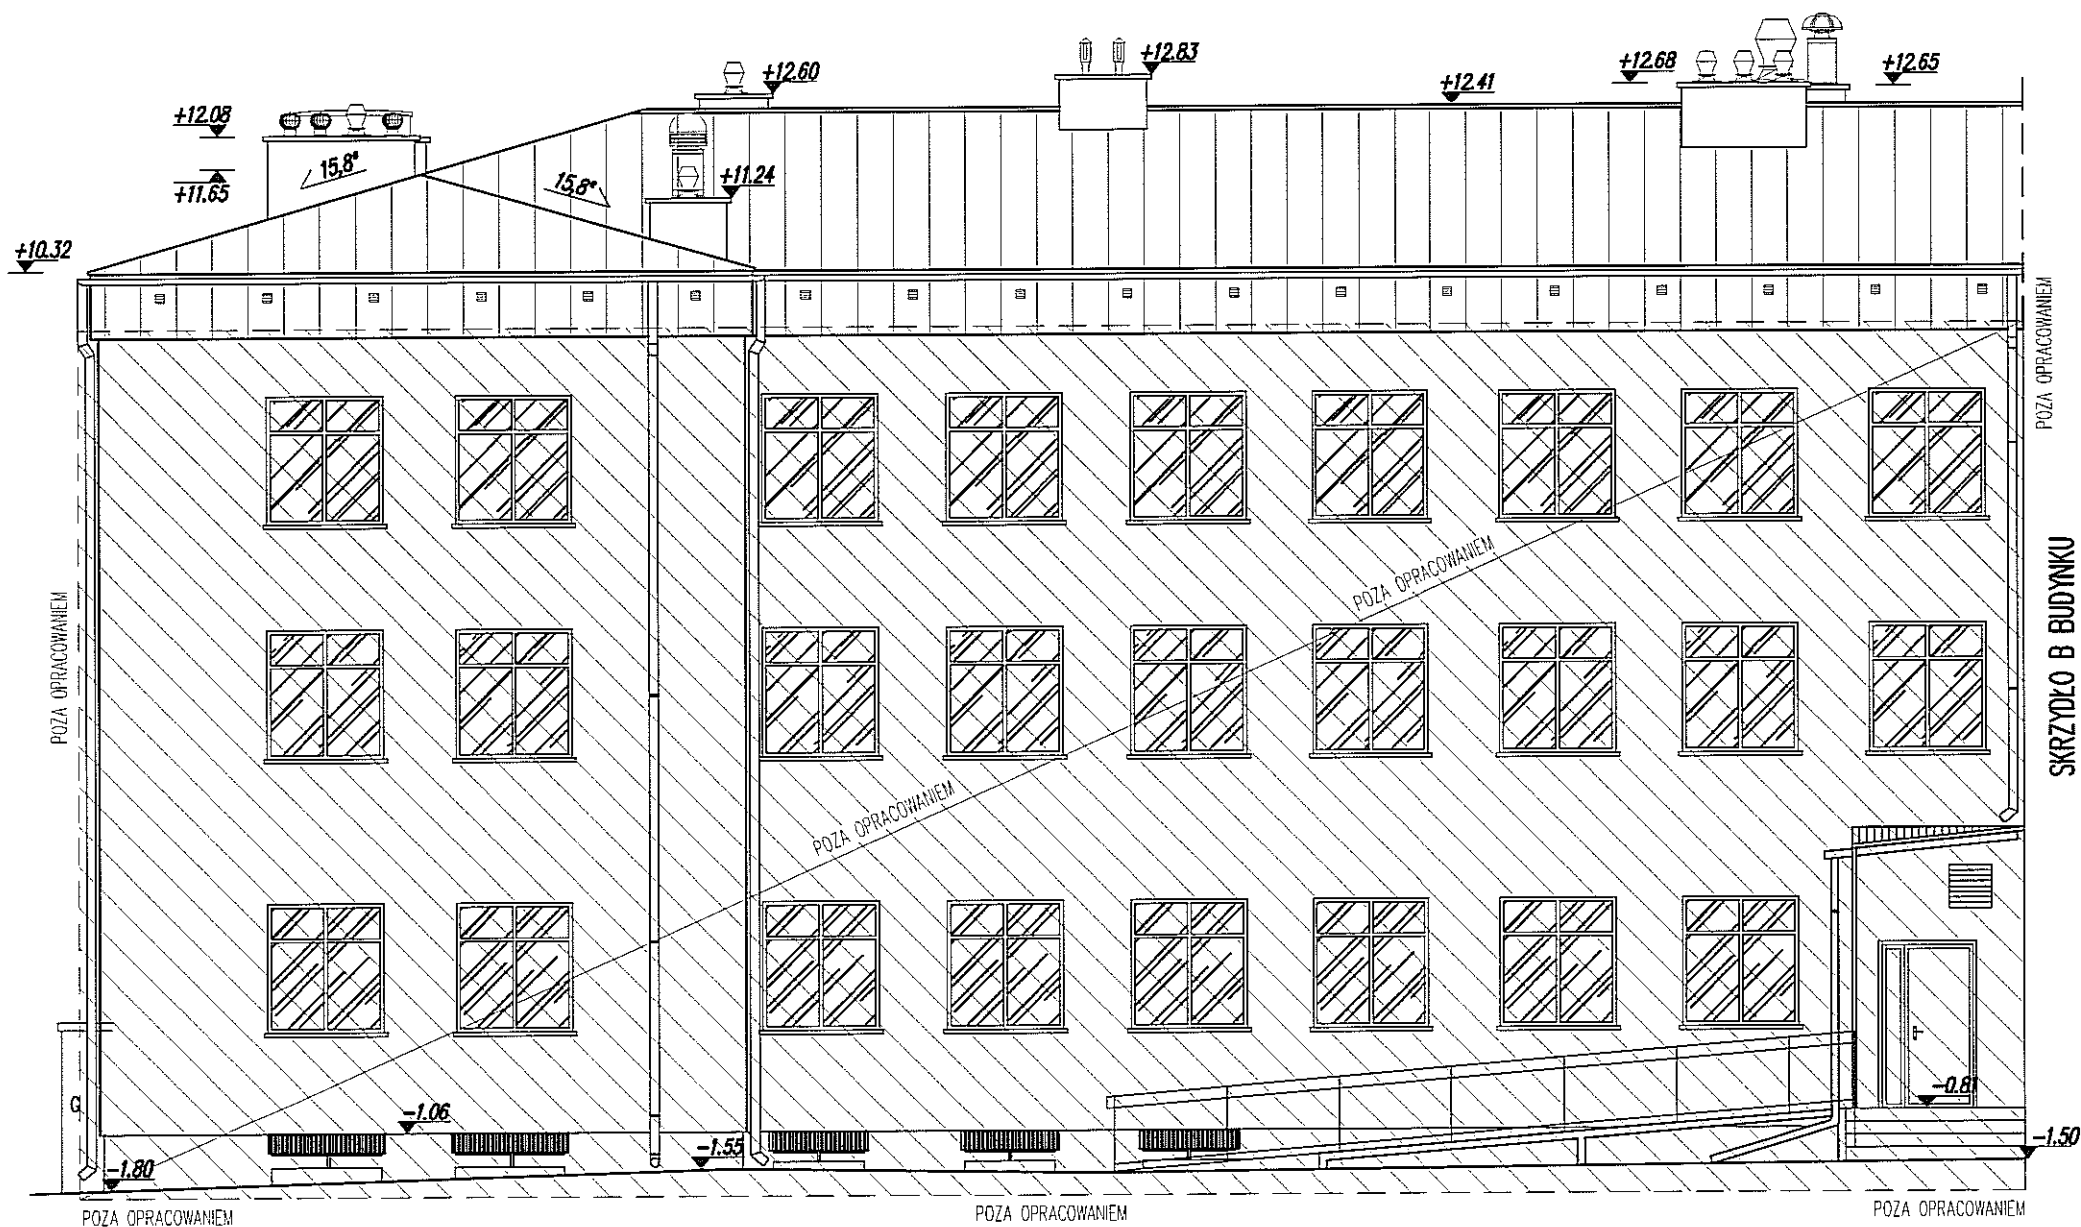 +12.83
+12.60
+12.68
+12.65
+12.41
+12.08
15,8°
+11.65
15,8°
+11.24
+10.32
POZA OPRACOWANIEM
POZA OPRACOWANIEM
POZA OPRACOWANIEM
SKRZYDŁO B BUDYNKU
POZA OPRACOWANIEM
G
-1.06
-0.81
-1.55
-1.50
-1.80
POZA OPRACOWANIEM
POZA OPRACOWANIEM
POZA OPRACOWANIEM